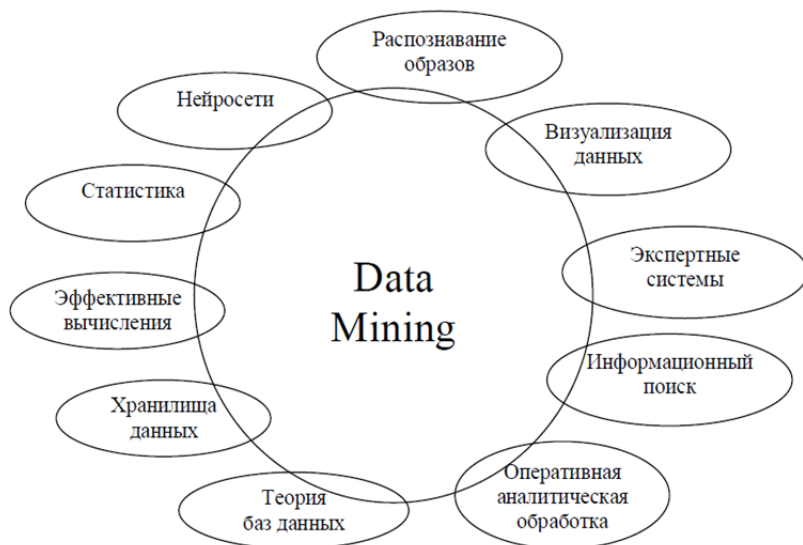 Распознавание
образов
Нейросети
Визуализация
данных
Статистика
Экспертные
системы
Data
Mining
Эффективные
вычисления
Информационный
поиск
Хранилища
данных
Оперативная
аналитическая
обработка
Теория
баз данных